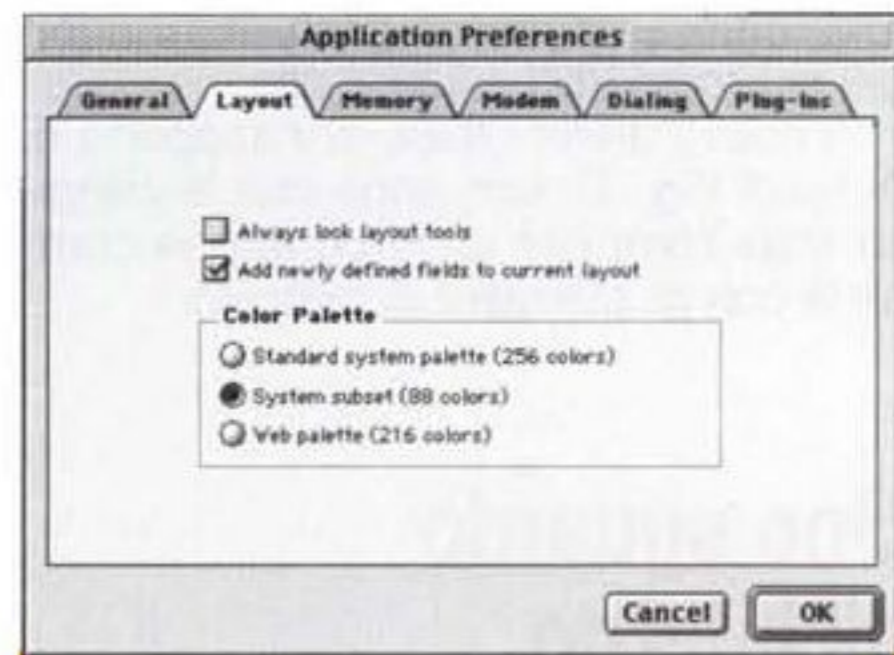 Application Preferences
General Layout Memory Modem Dialing Plug-Ins
Always lock layout tools
Add newly defined fields to current layout
Color Palette
Standard system palette (256 colors)
System subset (88 colors)
Web palette (216 colors)
Cancel OK